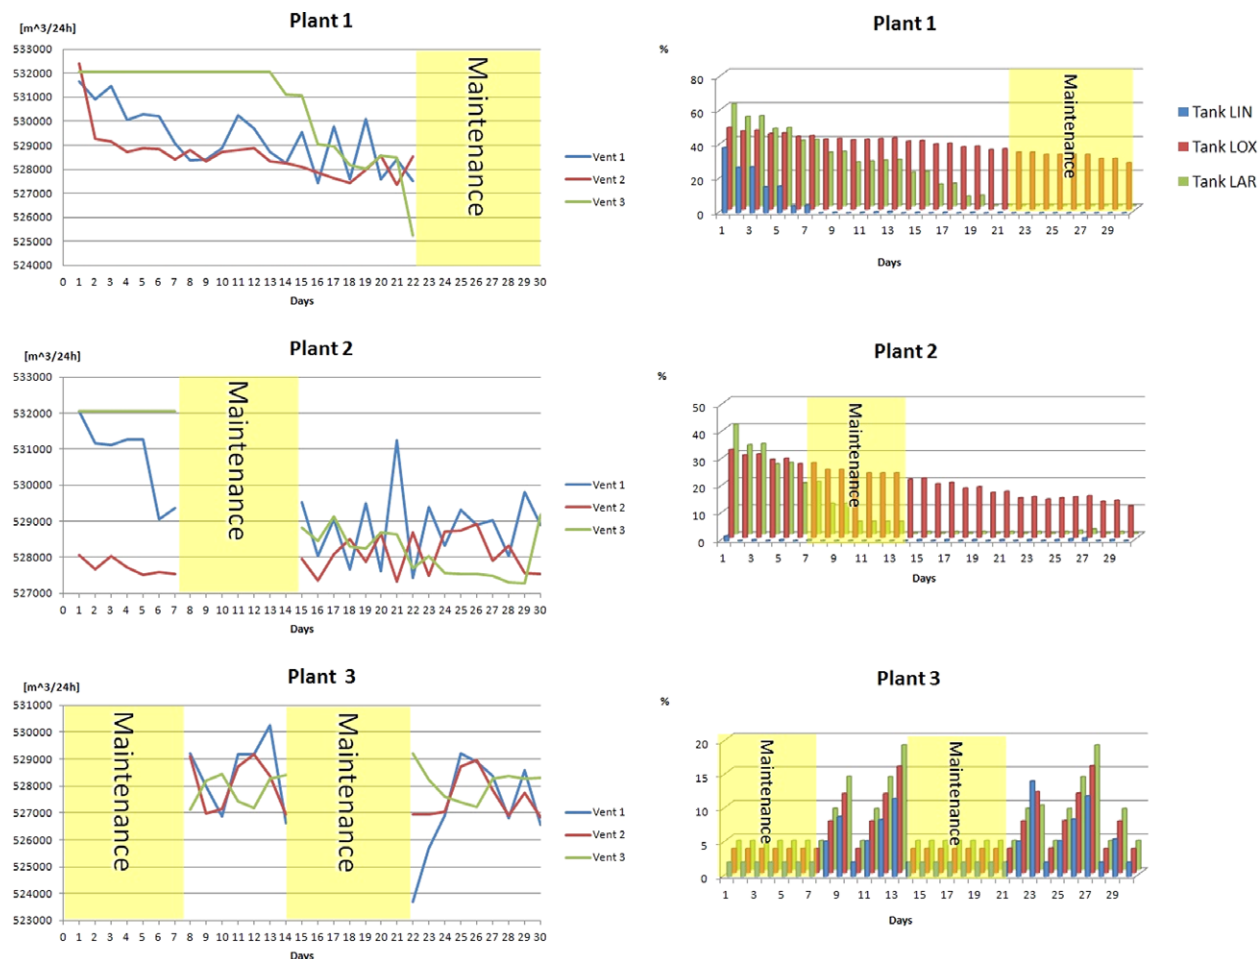 Plant 1
[m^3/24h]
533000
532000
531000
530000
529000
528000
527000
526000
525000
524000
Maintenance
Vent 1
Vent 2
Vent 3
0 1 2 3 4 5 6 7 8 9 10 11 12 13 14 15 16 17 18 19 20 21 22 23 24 25 26 27 28 29 30
Days
Plant 1
%
80
60
40
20
0
Maintenance
Tank LIN
Tank LOX
Tank LAR
1 3 5 7 9 11 13 15 17 19 21 23 25 27 29
Days
Plant 2
[m^3/24h]
533000
532000
531000
530000
529000
528000
527000
Maintenance
Vent 1
Vent 2
Vent 3
0 1 2 3 4 5 6 7 8 9 10 11 12 13 14 15 16 17 18 19 20 21 22 23 24 25 26 27 28 29 30
Days
Plant 2
%
50
40
30
20
10
0
Maintenance
1 3 5 7 9 11 13 15 17 19 21 23 25 27 29
Days
Plant 3
[m^3/24h]
531000
530000
529000
528000
527000
526000
525000
524000
523000
Maintenance
Maintenance
Vent 1
Vent 2
Vent 3
0 1 2 3 4 5 6 7 8 9 10 11 12 13 14 15 16 17 18 19 20 21 22 23 24 25 26 27 28 29 30
Days
Plant 3
%
20
15
10
5
0
Maintenance
Maintenance
1 3 5 7 9 11 13 15 17 19 21 23 25 27 29
Days